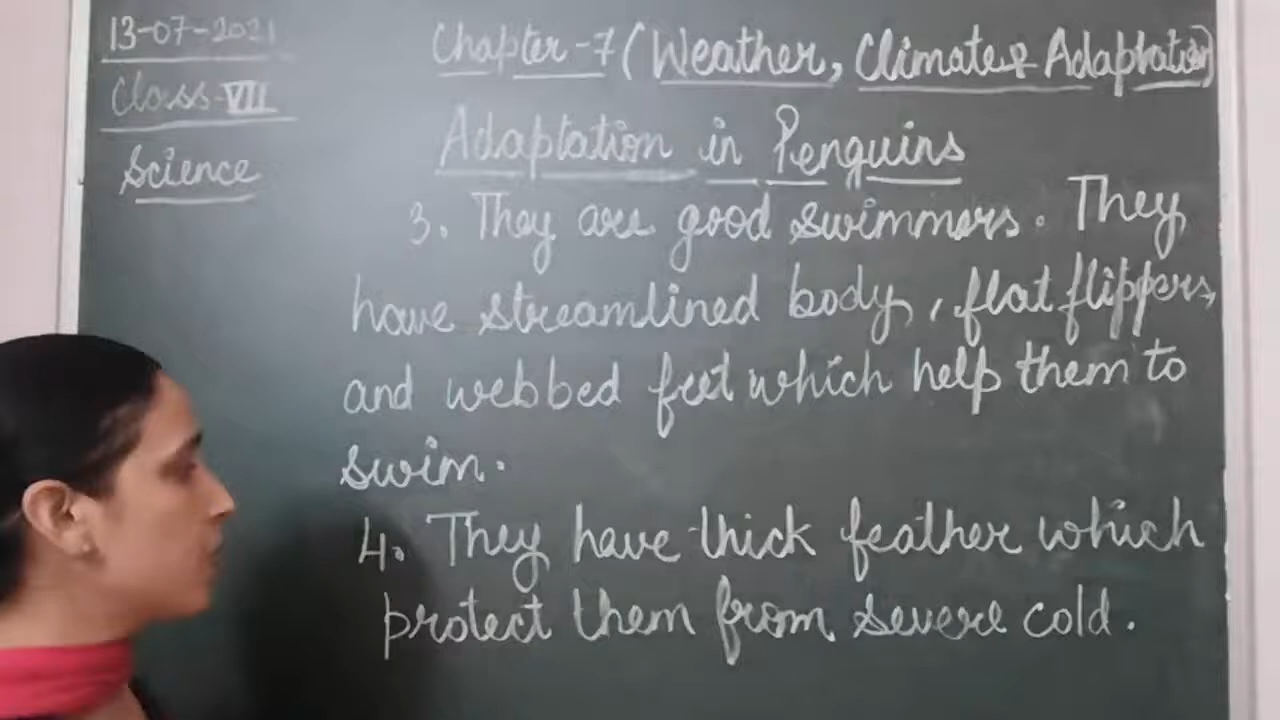 13-07-2021
Class-VII
Science
Chapter-7 (Weather, Climate & Adaptation)
Adaptation in Penguins
3. They are good swimmers. They
have streamlined body, flat flippers,
and webbed feet which help them to
swim.
4. They have thick feather which
protect them from severe cold.